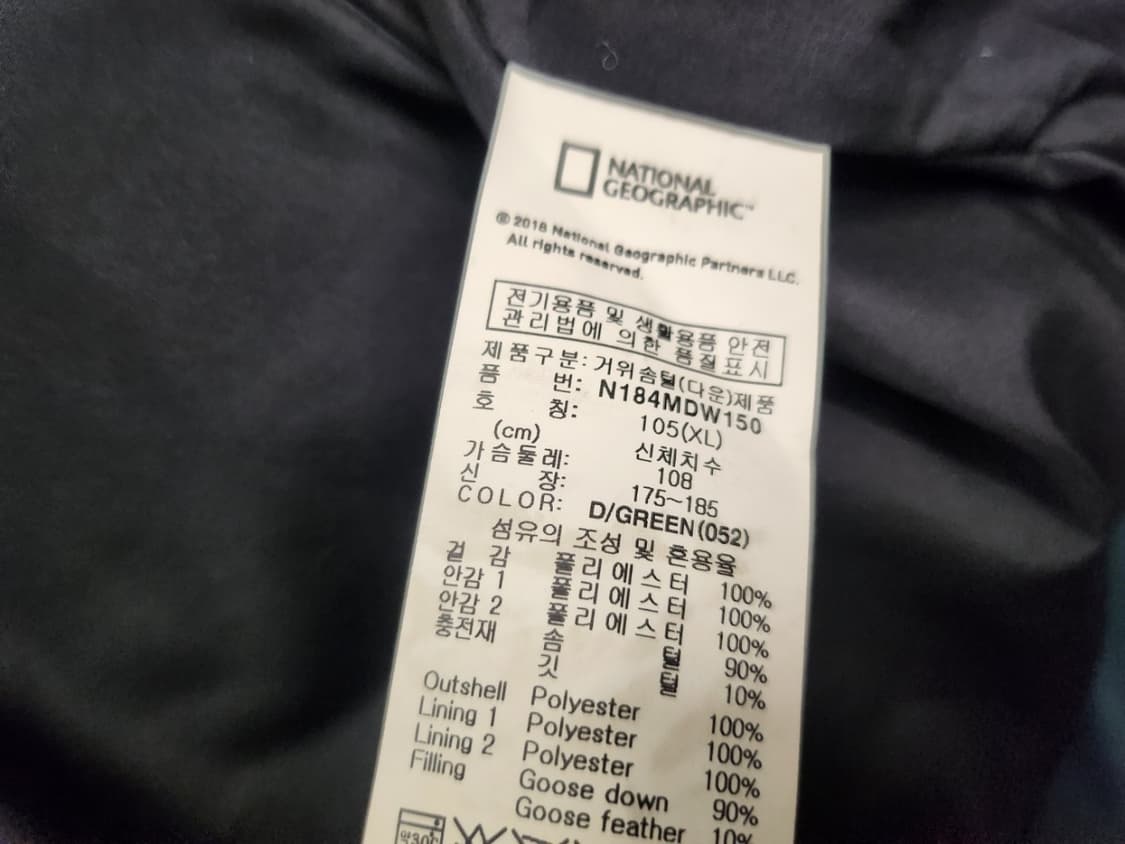 NATIONAL
GEOGRAPHIC™
© 2018 National Geographic Partners LLC.
All rights reserved.
전기용품 및 생활용품 안전
관리법에 의한 품질표시
제품구분: 거위솜털(다운)제품
품 번: N184MDW150
호 칭: 105(XL)
(cm) 신체치수
가슴둘레: 108
신 장: 175~185
COLOR: D/GREEN(052)
섬유의 조성 및 혼용율
겉 감 폴리에스터 100%
안감 1 폴리에스터 100%
안감 2 폴리에스터 100%
충전재 솜 털 90%
깃 털 10%
Outshell Polyester 100%
Lining 1 Polyester 100%
Lining 2 Polyester 100%
Filling Goose down 90%
Goose feather 10%
약30℃